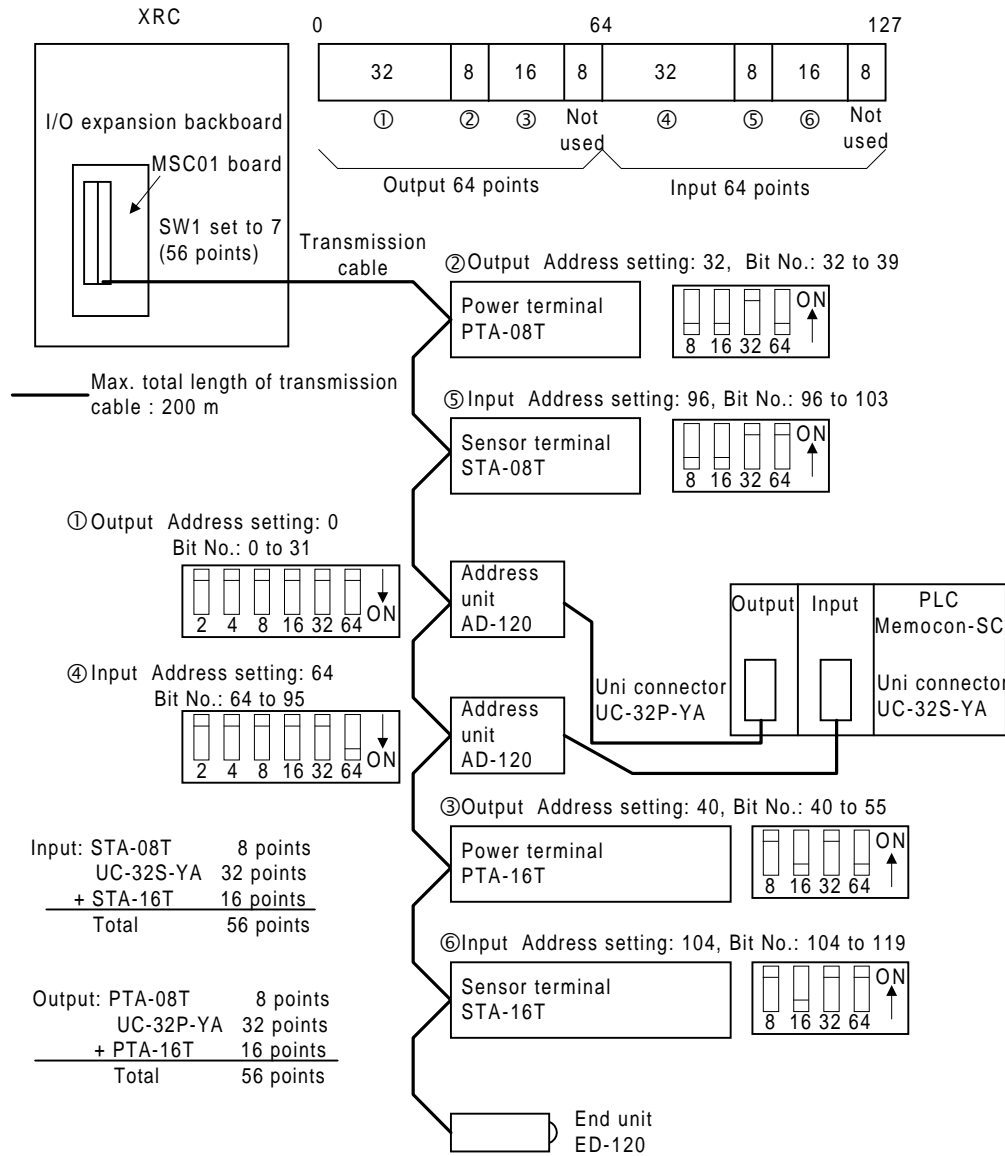 XRC
0 64 127
32 8 16 8 32 8 16 8
① ② ③ Not used ④ ⑤ ⑥ Not used
Output 64 points Input 64 points
I/O expansion backboard
MSC01 board
SW1 set to 7
(56 points)
Transmission
cable
Max. total length of transmission
cable : 200 m
②Output Address setting: 32, Bit No.: 32 to 39
Power terminal
PTA-08T
ON
8 16 32 64
⑤Input Address setting: 96, Bit No.: 96 to 103
Sensor terminal
STA-08T
ON
8 16 32 64
①Output Address setting: 0
Bit No.: 0 to 31
2 4 8 16 32 64 ON
Address
unit
AD-120
④Input Address setting: 64
Bit No.: 64 to 95
2 4 8 16 32 64 ON
Address
unit
AD-120
Output Input PLC
Memocon-SC
Uni connector
UC-32P-YA
Uni connector
UC-32S-YA
③Output Address setting: 40, Bit No.: 40 to 55
Power terminal
PTA-16T
ON
8 16 32 64
⑥Input Address setting: 104, Bit No.: 104 to 119
Sensor terminal
STA-16T
ON
8 16 32 64
Input: STA-08T 8 points
UC-32S-YA 32 points
+ STA-16T 16 points
Total 56 points
Output: PTA-08T 8 points
UC-32P-YA 32 points
+ PTA-16T 16 points
Total 56 points
End unit
ED-120